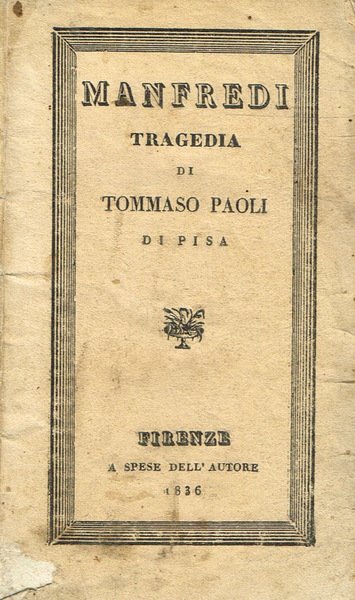 MANFREDI
TRAGEDIA
DI
TOMMASO PAOLI
DI PISA
FIRENZE
A SPESE DELL'AUTORE
1836